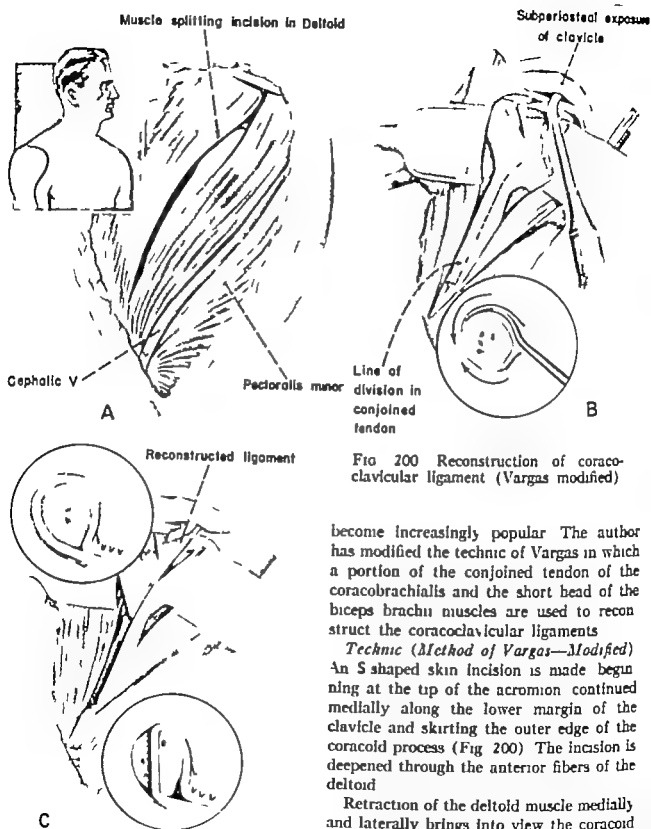 Muscle splitting incision in Deltoid
Subperiosteal exposure
of clavicle
Cephalic V
Pectoralis minor
A
Line of
division in
conjoined
tendon
B
FIG 200 Reconstruction of coraco-
clavicular ligament (Vargas modified)
Reconstructed ligament
C
become increasingly popular The author
has modified the technic of Vargas in which
a portion of the conjoined tendon of the
coracobrachialis and the short head of the
biceps brachii muscles are used to recon
struct the coracoclavicular ligaments
Technic (Method of Vargas—Modified)
An S shaped skin incision is made begin
ning at the tip of the acromion continued
medially along the lower margin of the
clavicle and skirting the outer edge of the
coracoid process (Fig 200) The incision is
deepened through the anterior fibers of the
deltoid
Retraction of the deltoid muscle medially
and laterally brings into view the coracoid